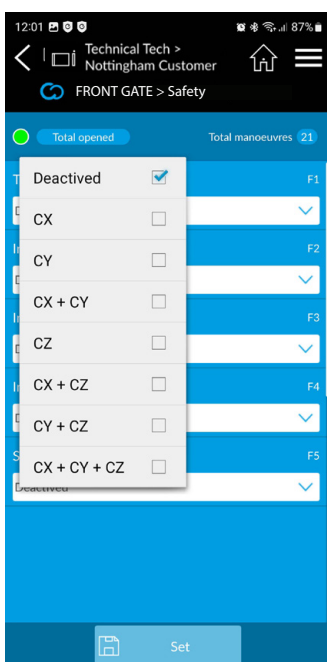 12:01
87%
Technical Tech >
Nottingham Customer
FRONT GATE > Safety
Total opened
Total manoeuvres 21
F1
Deactived
CX
F2
CY
CX + CY
F3
CZ
CX + CZ
F4
CY + CZ
F5
CX + CY + CZ
Deactived
Set